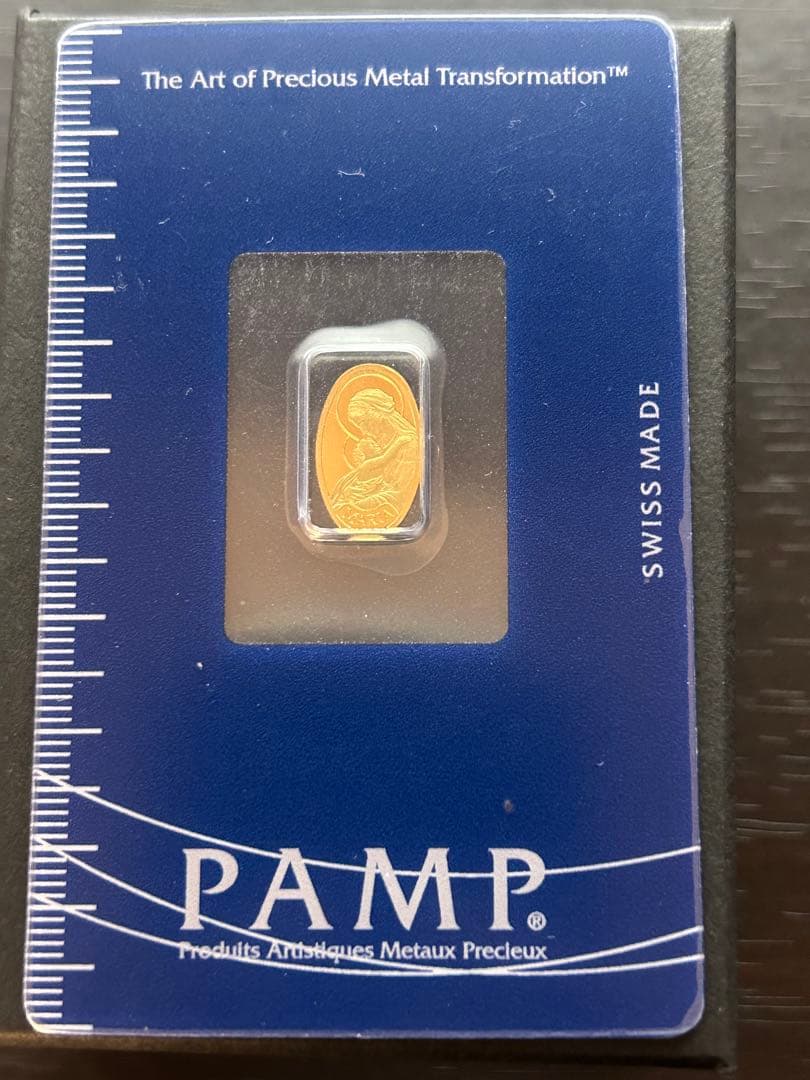 The Art of Precious Metal Transformation™
SWISS MADE
PAMP®
Produits Artistiques Metaux Precieux